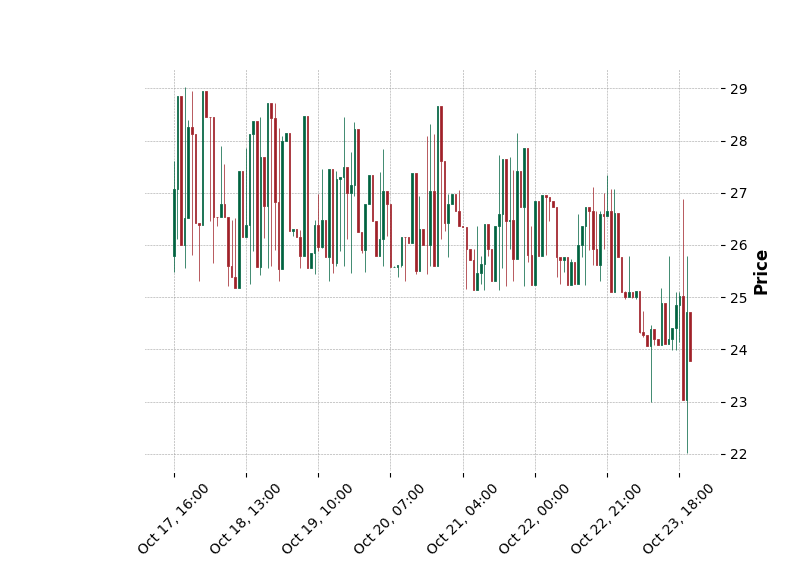 29
28
27
26
25
24
23
22
Price
Oct 17, 16:00
Oct 18, 13:00
Oct 19, 10:00
Oct 20, 07:00
Oct 21, 04:00
Oct 22, 00:00
Oct 22, 21:00
Oct 23, 18:00